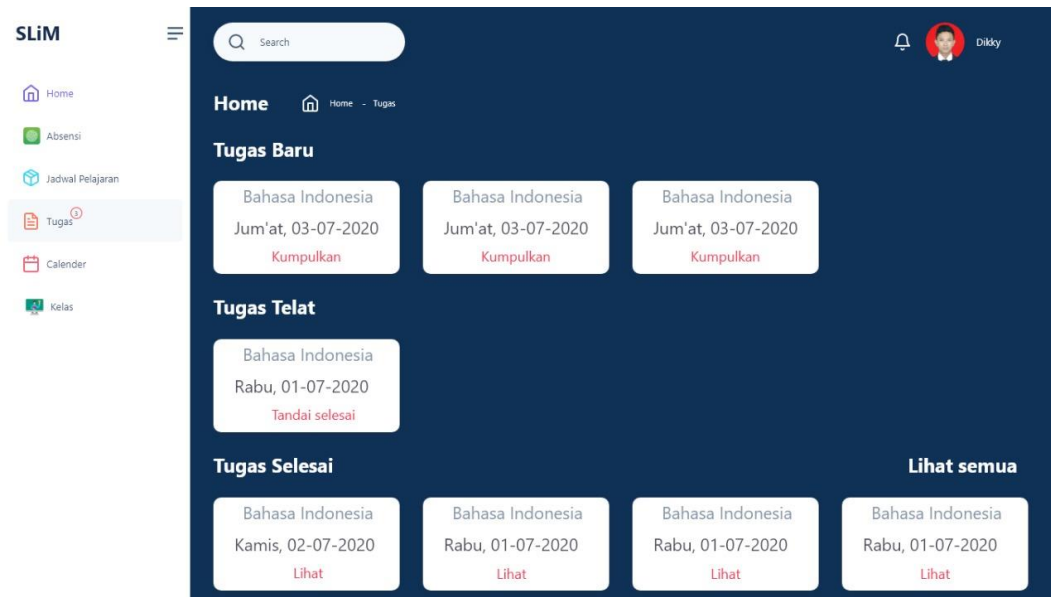 SLiM
Home
Absensi
Jadwal Pelajaran
Tugas 3
Calender
Kelas
Search
Dikky
Home Home - Tugas
Tugas Baru
Bahasa Indonesia
Jum'at, 03-07-2020
Kumpulkan
Bahasa Indonesia
Jum'at, 03-07-2020
Kumpulkan
Bahasa Indonesia
Jum'at, 03-07-2020
Kumpulkan
Tugas Telat
Bahasa Indonesia
Rabu, 01-07-2020
Tandai selesai
Tugas Selesai
Lihat semua
Bahasa Indonesia
Kamis, 02-07-2020
Lihat
Bahasa Indonesia
Rabu, 01-07-2020
Lihat
Bahasa Indonesia
Rabu, 01-07-2020
Lihat
Bahasa Indonesia
Rabu, 01-07-2020
Lihat